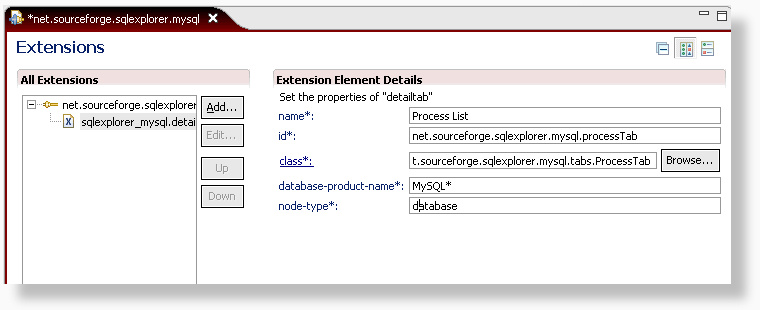 *net.sourceforge.sqlexplorer.mysql
Extensions
All Extensions
net.sourceforge.sqlexplorer
sqlexplorer_mysql.detai
Add...
Edit...
Up
Down
Extension Element Details
Set the properties of "detailtab"
name*: Process List
id*: net.sourceforge.sqlexplorer.mysql.processTab
class*: t.sourceforge.sqlexplorer.mysql.tabs.ProcessTab Browse...
database-product-name*: MySQL*
node-type*: database